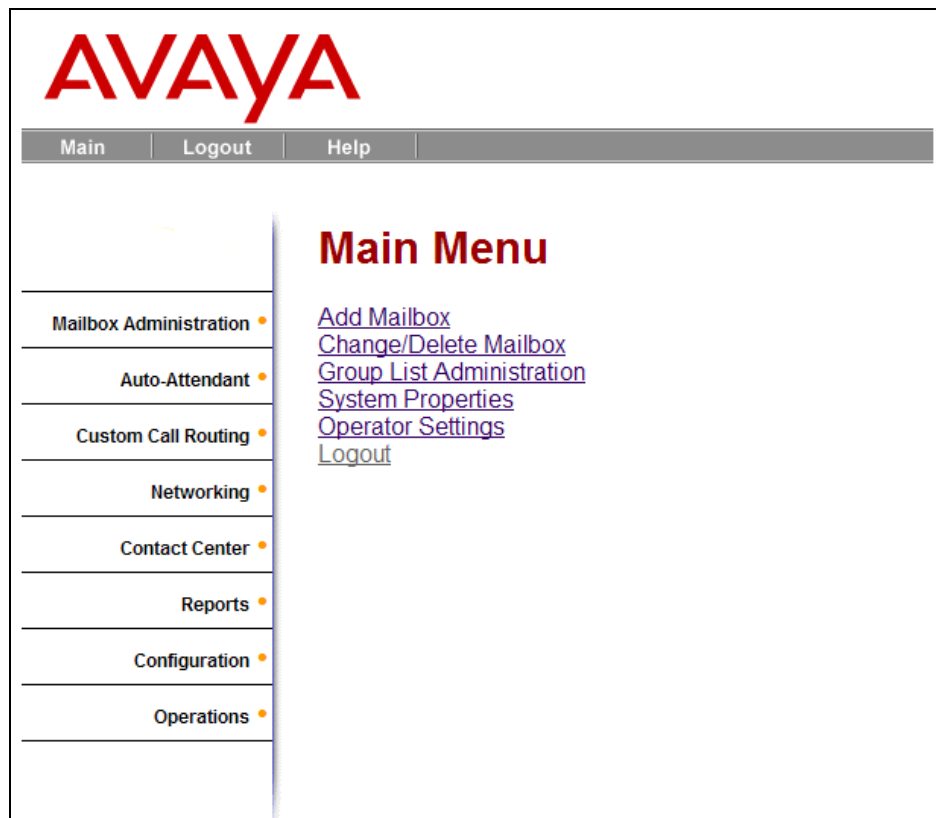 AVAYA
Main Logout Help
Main Menu
Mailbox Administration
Auto-Attendant
Custom Call Routing
Networking
Contact Center
Reports
Configuration
Operations
Add Mailbox
Change/Delete Mailbox
Group List Administration
System Properties
Operator Settings
Logout